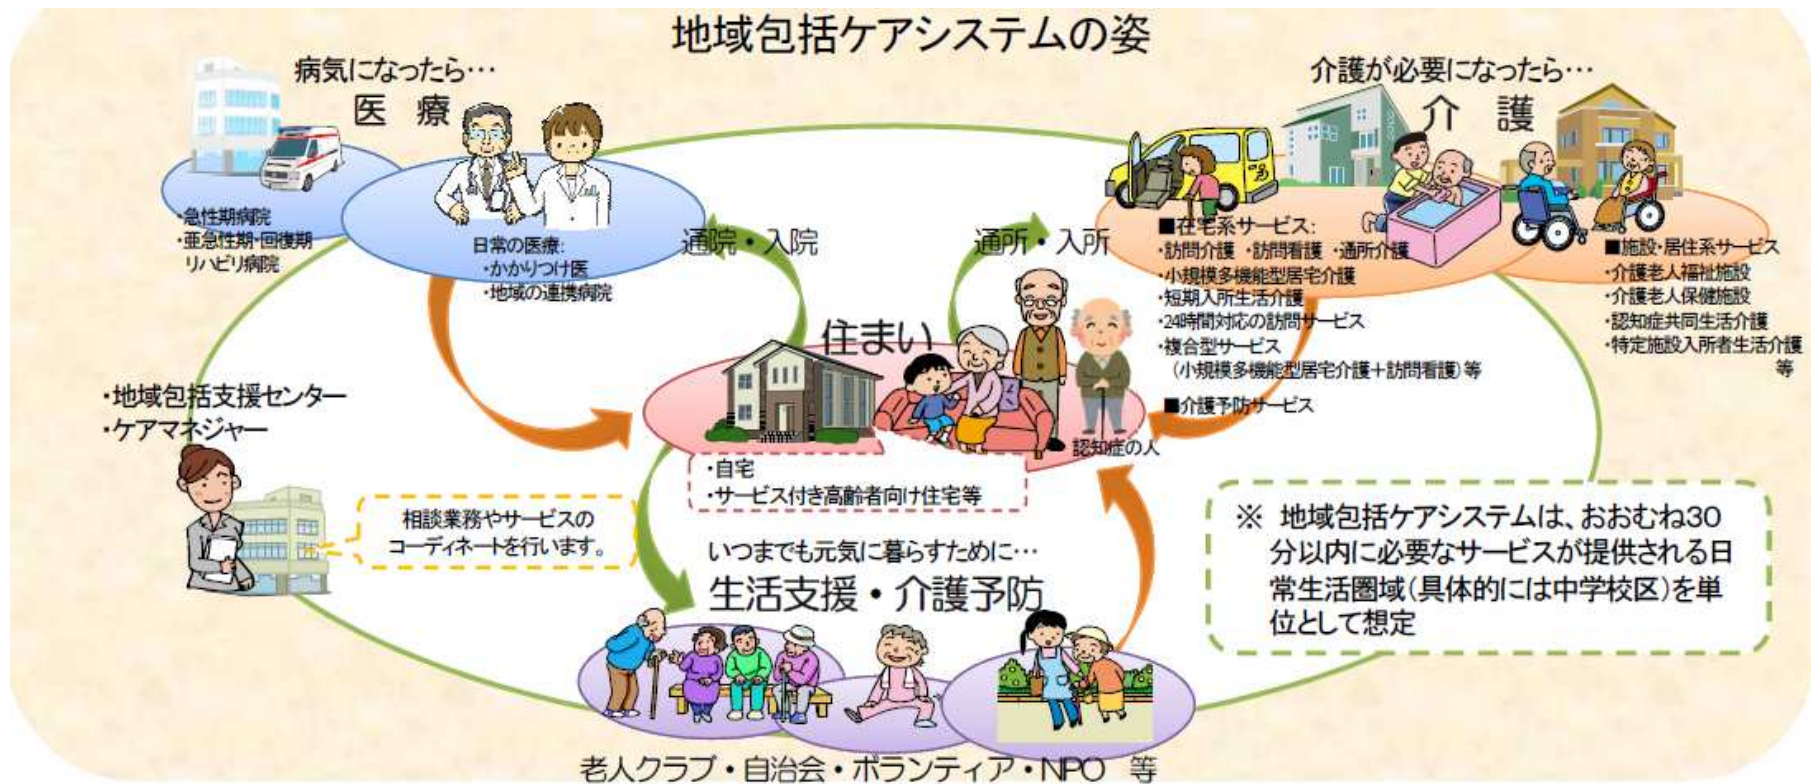 地域包括ケアシステムの姿
病気になったら…
医 療
・急性期病院
・亜急性期・回復期
リハビリ病院
日常の医療:
・かかりつけ医
・地域の連携病院
通院・入院
通所・入所
介護が必要になったら…
介 護
■在宅系サービス:
・訪問介護 ・訪問看護 ・通所介護
・小規模多機能型居宅介護
・短期入所生活介護
・24時間対応の訪問サービス
・複合型サービス
(小規模多機能型居宅介護+訪問看護)等
■介護予防サービス
■施設・居住系サービス
・介護老人福祉施設
・介護老人保健施設
・認知症共同生活介護
・特定施設入所者生活介護
等
住まい
認知症の人
・自宅
・サービス付き高齢者向け住宅等
・地域包括支援センター
・ケアマネジャー
相談業務やサービスの
コーディネートを行います。
いつまでも元気に暮らすために…
生活支援・介護予防
老人クラブ・自治会・ボランティア・NPO 等
※ 地域包括ケアシステムは、おおむね30
分以内に必要なサービスが提供される日
常生活圏域(具体的には中学校区)を単
位として想定